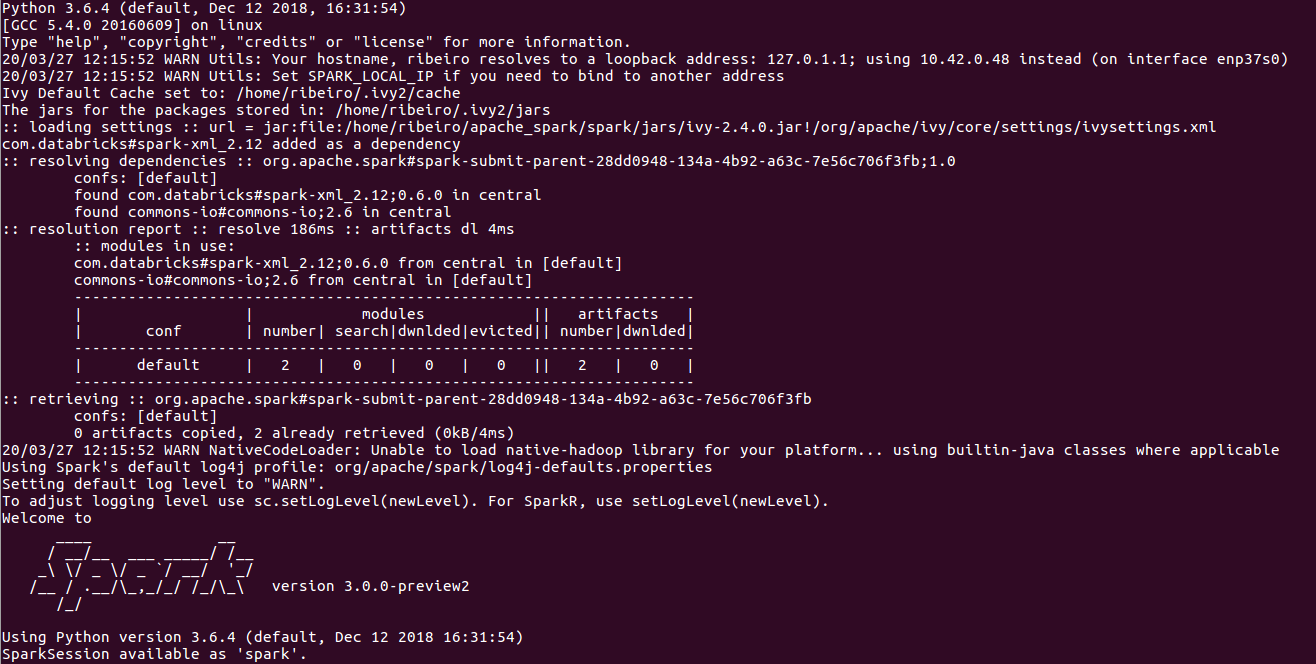 Python 3.6.4 (default, Dec 12 2018, 16:31:54)
[GCC 5.4.0 20160609] on linux
Type "help", "copyright", "credits" or "license" for more information.
20/03/27 12:15:52 WARN Utils: Your hostname, ribeiro resolves to a loopback address: 127.0.1.1; using 10.42.0.48 instead (on interface enp37s0)
20/03/27 12:15:52 WARN Utils: Set SPARK_LOCAL_IP if you need to bind to another address
Ivy Default Cache set to: /home/ribeiro/.ivy2/cache
The jars for the packages stored in: /home/ribeiro/.ivy2/jars
:: loading settings :: url = jar:file:/home/ribeiro/apache_spark/spark/jars/ivy-2.4.0.jar!/org/apache/ivy/core/settings/ivysettings.xml
com.databricks#spark-xml_2.12 added as a dependency
:: resolving dependencies :: org.apache.spark#spark-submit-parent-28dd0948-134a-4b92-a63c-7e56c706f3fb;1.0
        confs: [default]
        found com.databricks#spark-xml_2.12;0.6.0 in central
        found commons-io#commons-io;2.6 in central
:: resolution report :: resolve 186ms :: artifacts dl 4ms
        :: modules in use:
        com.databricks#spark-xml_2.12;0.6.0 from central in [default]
        commons-io#commons-io;2.6 from central in [default]
        ---------------------------------------------------------------------
        |                  |            modules            ||   artifacts   |
        |       conf       | number| search|dwnlded|evicted|| number|dwnlded|
        ---------------------------------------------------------------------
        |      default     |   2   |   0   |   0   |   0   ||   2   |   0   |
        ---------------------------------------------------------------------
:: retrieving :: org.apache.spark#spark-submit-parent-28dd0948-134a-4b92-a63c-7e56c706f3fb
        confs: [default]
        0 artifacts copied, 2 already retrieved (0kB/4ms)
20/03/27 12:15:52 WARN NativeCodeLoader: Unable to load native-hadoop library for your platform... using builtin-java classes where applicable
Using Spark's default log4j profile: org/apache/spark/log4j-defaults.properties
Setting default log level to "WARN".
To adjust logging level use sc.setLogLevel(newLevel). For SparkR, use setLogLevel(newLevel).
Welcome to
      ____              __
     / __/__  ___ _____/ /__
    _\ \/ _ \/ _ `/ __/  '_/
   /__ / .__/\_,_/_/ /_/\_\   version 3.0.0-preview2
      /_/
Using Python version 3.6.4 (default, Dec 12 2018 16:31:54)
SparkSession available as 'spark'.